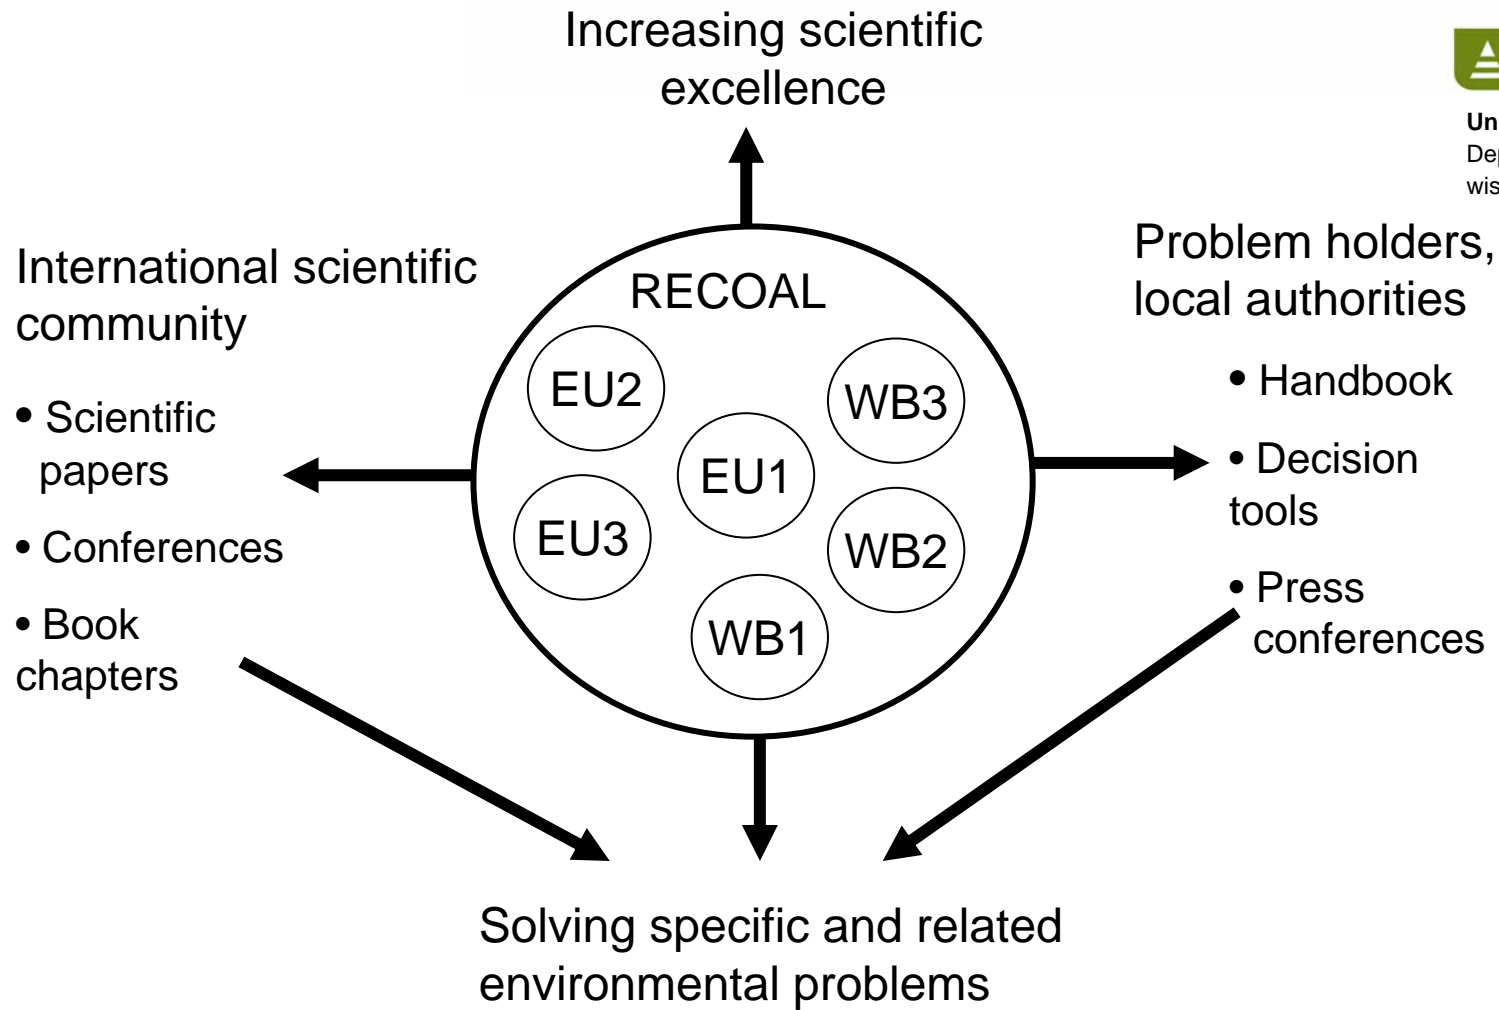 Increasing scientific
excellence
International scientific
community
• Scientific
papers
• Conferences
• Book
chapters
RECOAL
EU2
WB3
EU1
EU3
WB2
WB1
Problem holders,
local authorities
• Handbook
• Decision
tools
• Press
conferences
Solving specific and related
environmental problems